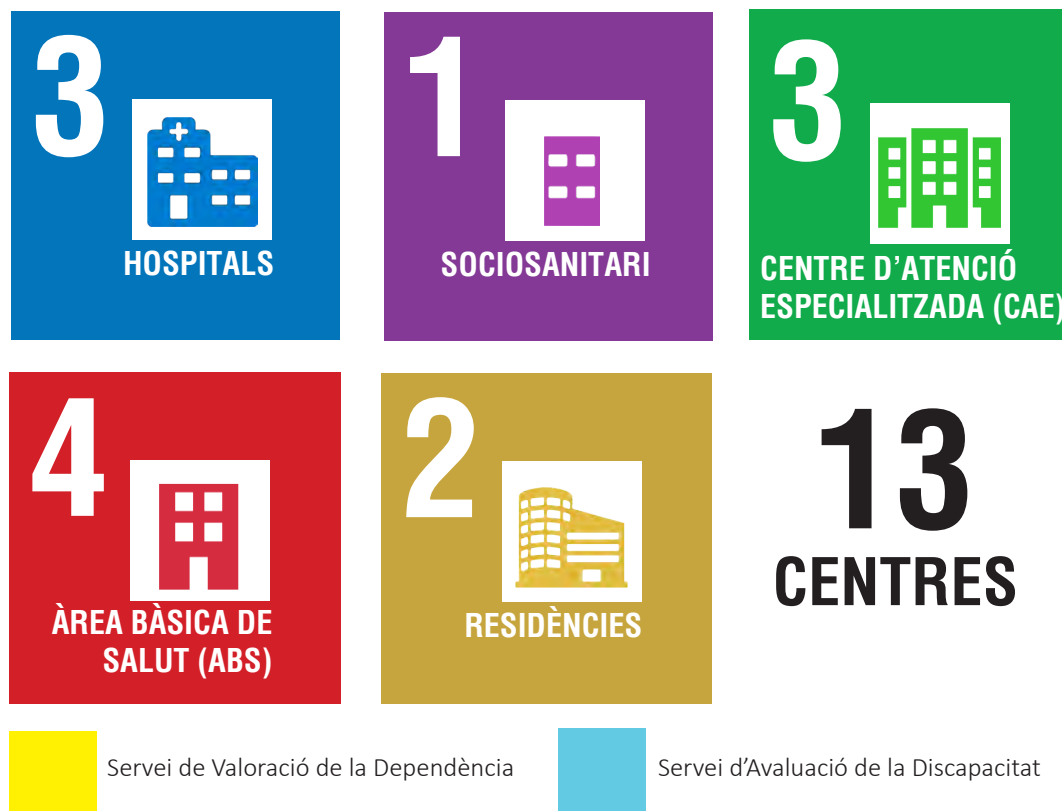 3
HOSPITALS
1
SOCIOSANITARI
3
CENTRE D'ATENCIÓ
ESPECIALITZADA (CAE)
4
ÀREA BÀSICA DE
SALUT (ABS)
2
RESIDÈNCIES
13
CENTRES
Servei de Valoració de la Dependència
Servei d'Avaluació de la Discapacitat